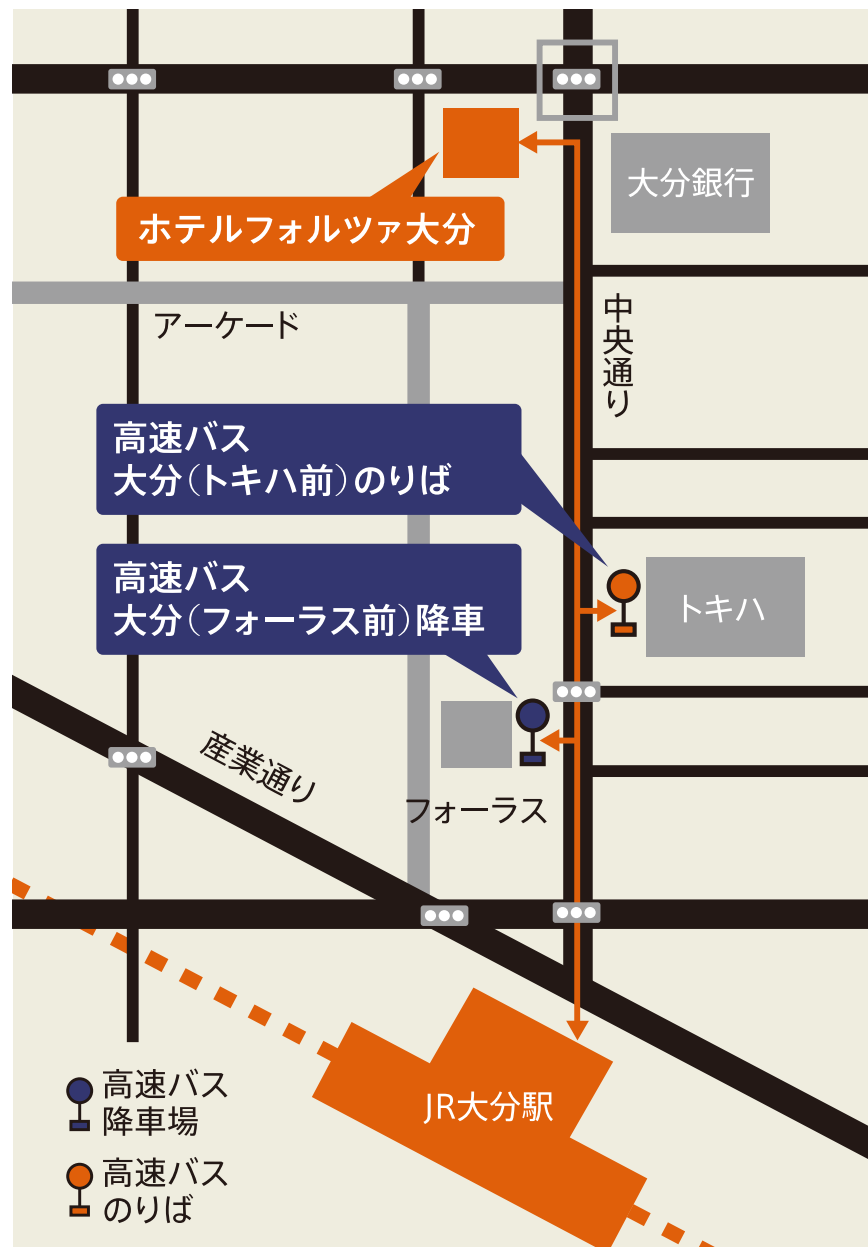 大分銀行
ホテルフォルツァ大分
アーケード
中央通り
高速バス
大分（トキハ前）のりば
高速バス
大分（フォーラス前）降車
トキハ
産業通り
フォーラス
JR大分駅
高速バス
降車場
高速バス
のりば